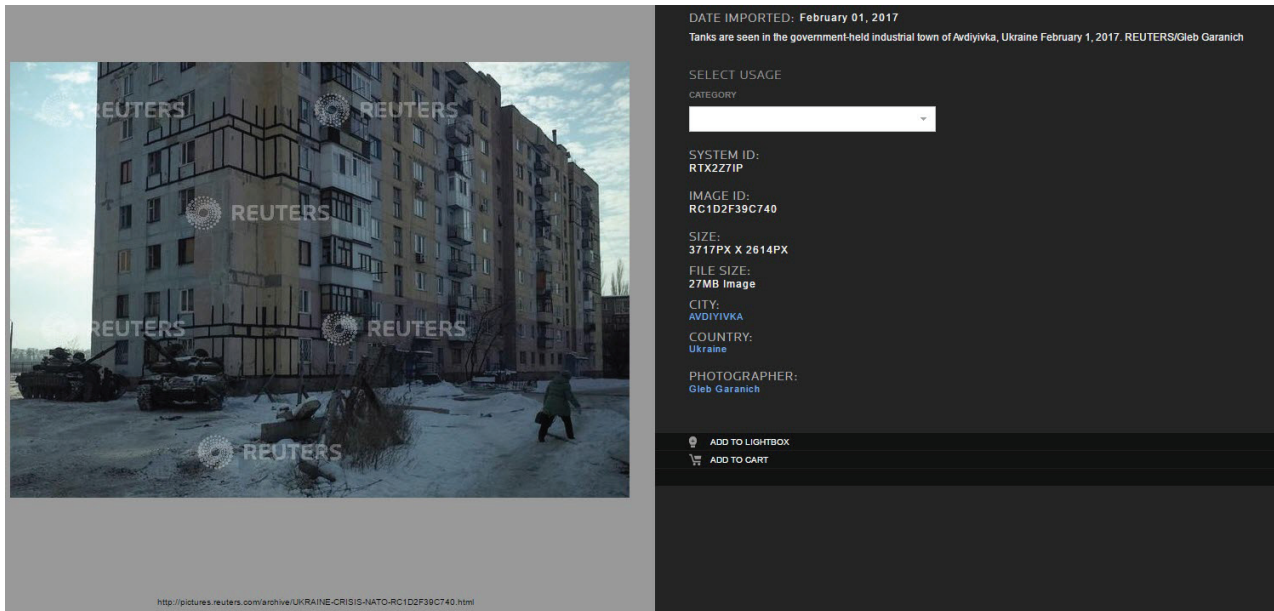 DATE IMPORTED: February 01, 2017
Tanks are seen in the government-held industrial town of Avdiyivka, Ukraine February 1, 2017. REUTERS/Gleb Garanich
SELECT USAGE
CATEGORY
SYSTEM ID:
RTX2Z7IP
IMAGE ID:
RC1D2F39C740
SIZE:
3717PX X 2614PX
FILE SIZE:
27MB Image
CITY:
AVDIYIVKA
COUNTRY:
Ukraine
PHOTOGRAPHER:
Gleb Garanich
ADD TO LIGHTBOX
ADD TO CART
REUTERS
REUTERS
REUTERS
REUTERS
REUTERS
REUTERS
http://pictures.reuters.com/archive/UKRAINE-CRISIS-NATO-RC1D2F39C740.html